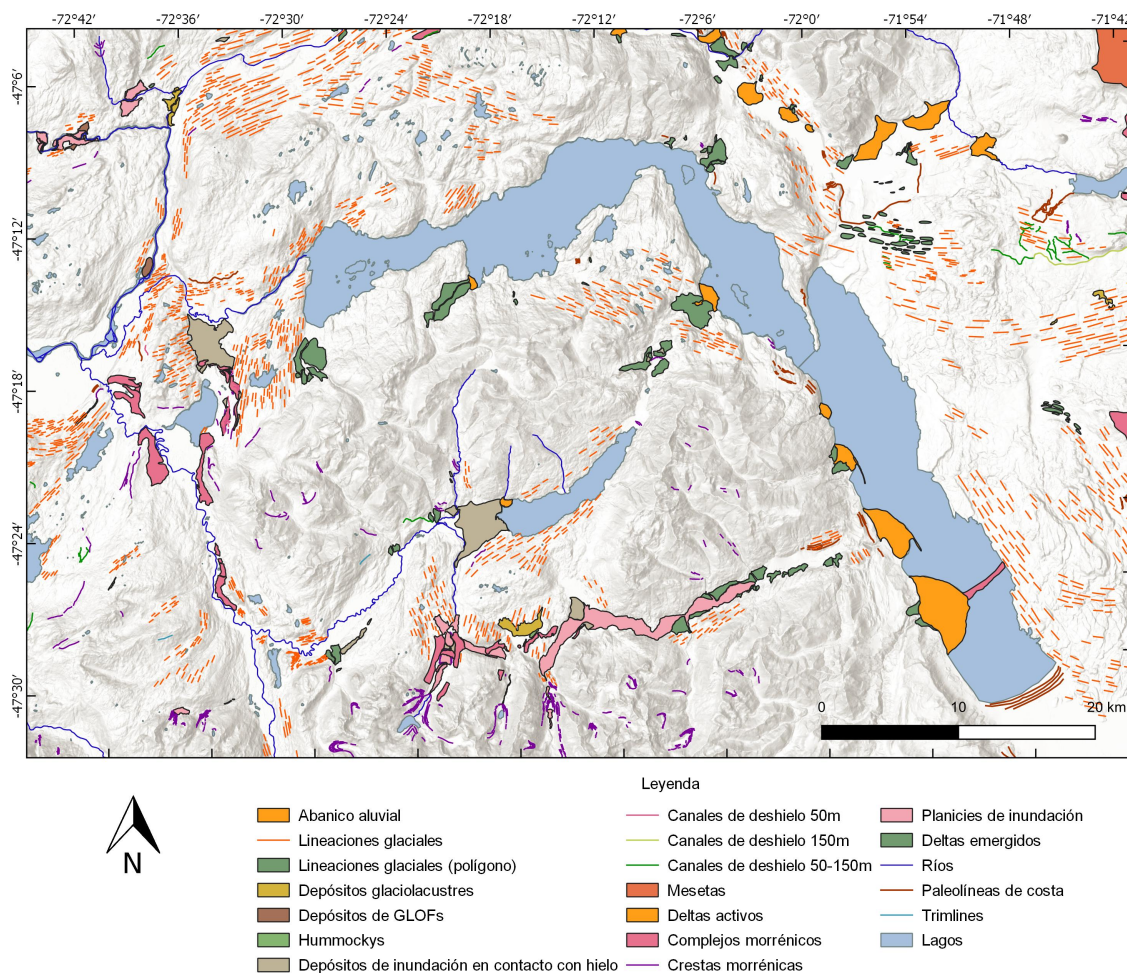 -72°42' -72°36' -72°30' -72°24' -72°18' -72°12' -72°6' -72°0' -71°54' -71°48' -71°42'
-47°6'
-47°12'
-47°18'
-47°24'
-47°30'
0 10 20 km
Leyenda
N
Abanico aluvial
Lineaciones glaciales
Lineaciones glaciales (polígono)
Depósitos glaciolacustres
Depósitos de GLOFs
Hummockys
Depósitos de inundación en contacto con hielo
Canales de deshielo 50m
Canales de deshielo 150m
Canales de deshielo 50-150m
Mesetas
Deltas activos
Complejos morrénicos
Crestas morrénicas
Planicies de inundación
Deltas emergidos
Ríos
Paleolíneas de costa
Trimlines
Lagos